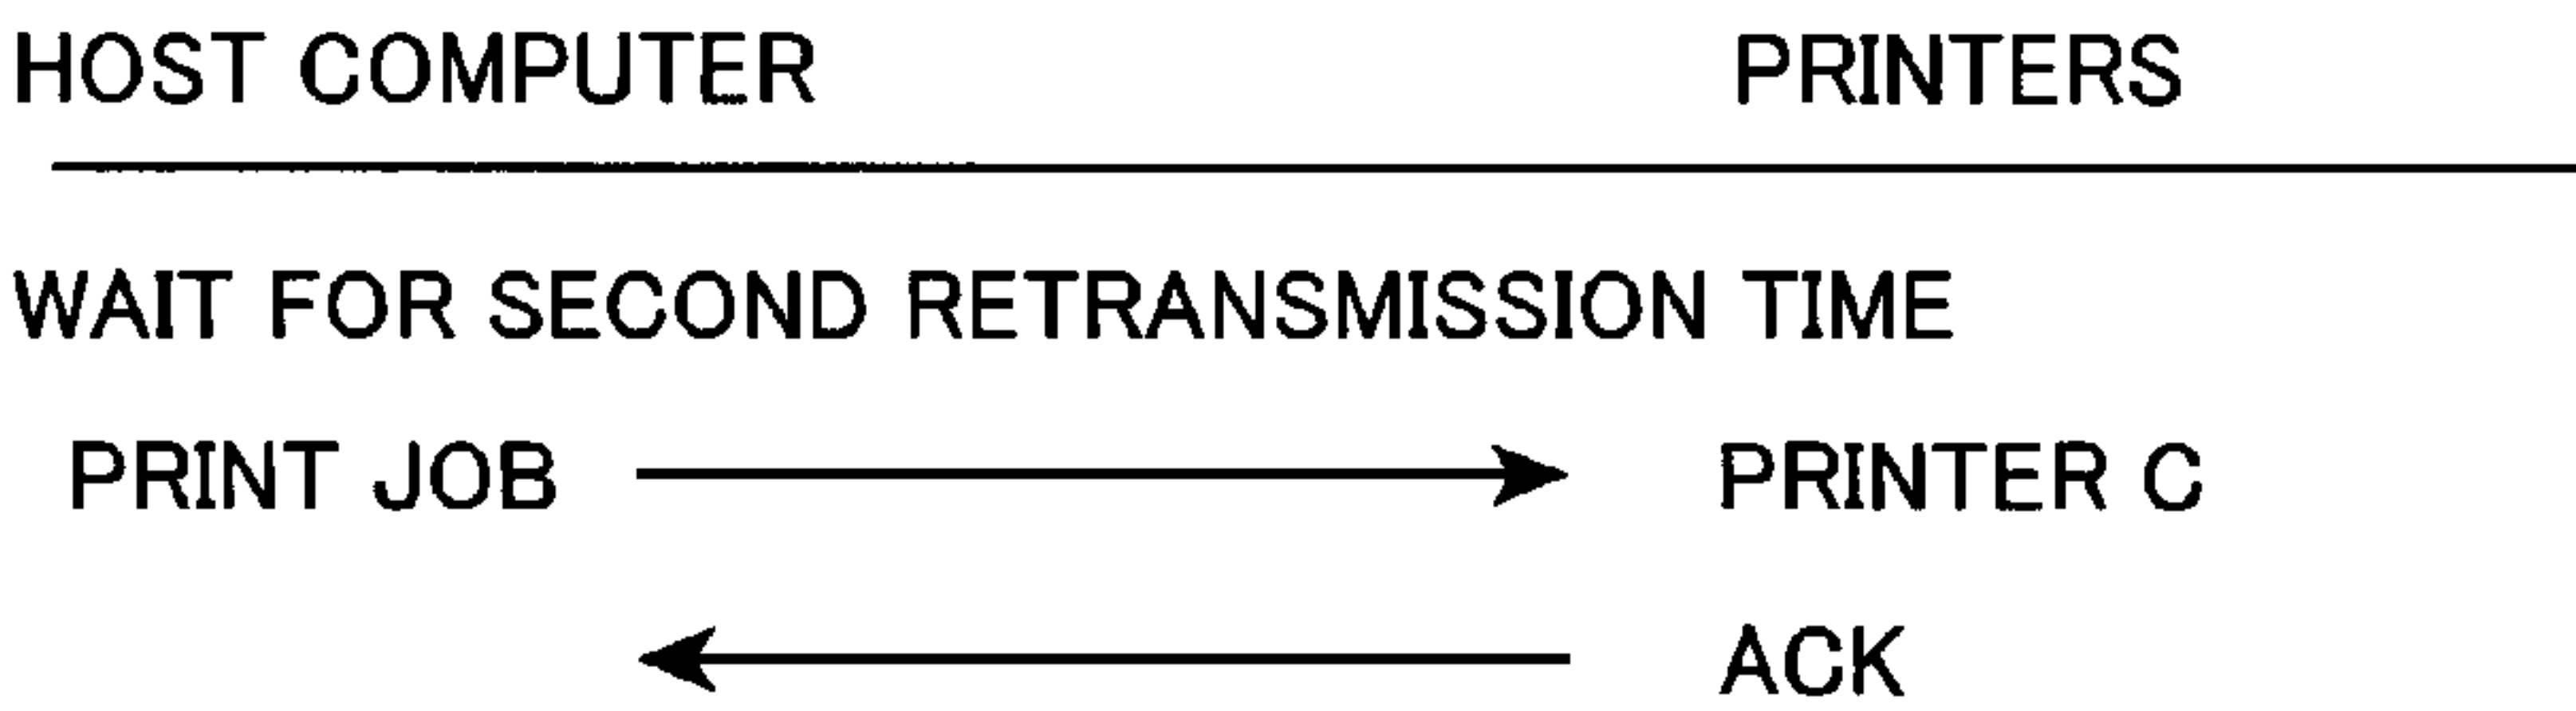 HOST COMPUTER PRINTERS
WAIT FOR SECOND RETRANSMISSION TIME
PRINT JOB PRINTER C
ACK